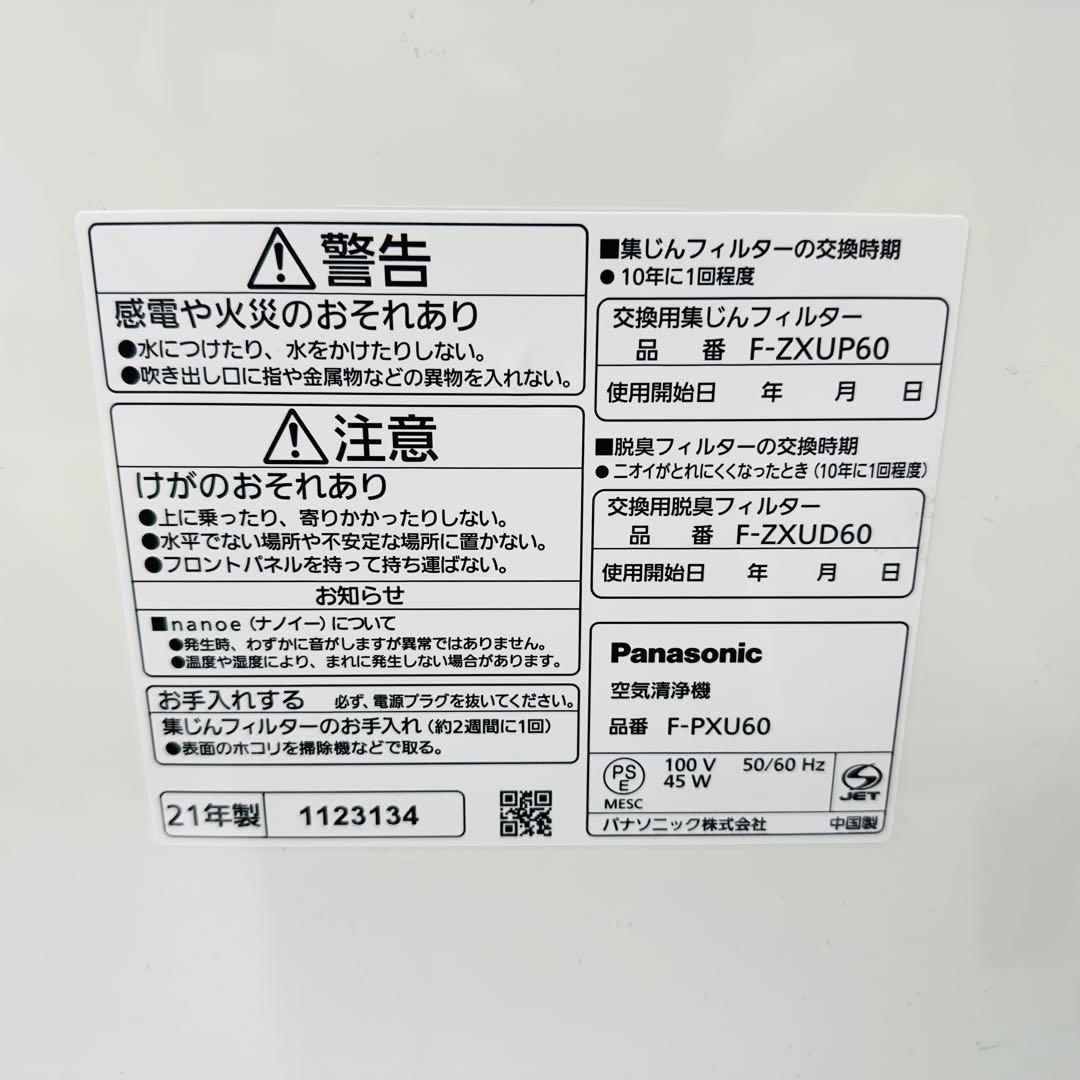 警告
感電や火災のおそれあり
●水につけたり、水をかけたりしない。
●吹き出し口に指や金属物などの異物を入れない。
注意
けがのおそれあり
●上に乗ったり、寄りかかったりしない。
●水平でない場所や不安定な場所に置かない。
●フロントパネルを持って持ち運ばない。
お知らせ
■nanoe（ナノイー）について
●発生時、わずかに音がしますが異常ではありません。
●温度や湿度により、まれに発生しない場合があります。
お手入れする 必ず、電源プラグを抜いてください。
集じんフィルターのお手入れ（約2週間に1回）
●表面のホコリを掃除機などで取る。
21年製 1123134
■集じんフィルターの交換時期
●10年に1回程度
交換用集じんフィルター
品 番 F-ZXUP60
使用開始日 年 月 日
■脱臭フィルターの交換時期
●ニオイがとれにくくなったとき（10年に1回程度）
交換用脱臭フィルター
品 番 F-ZXUD60
使用開始日 年 月 日
Panasonic
空気清浄機
品番 F-PXU60
PS E
MESC
100 V 50/60 Hz
45 W
JET
パナソニック株式会社 中国製